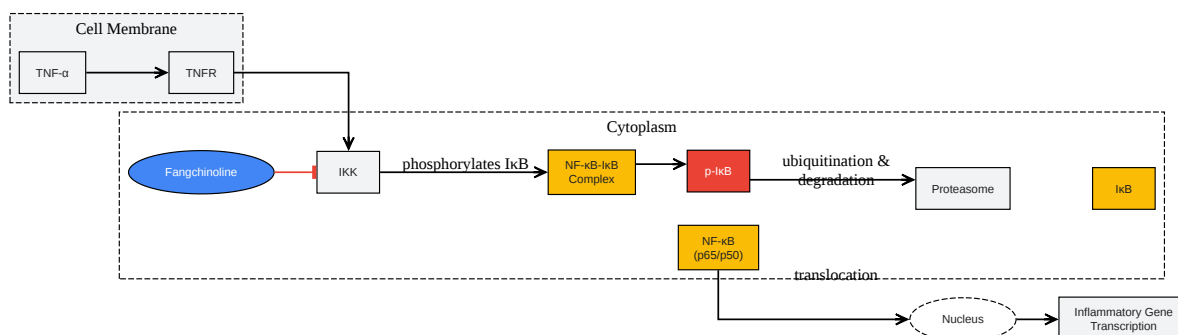 Cell Membrane
TNF-α
TNFR
Cytoplasm
Fangchinoline
IKK
phosphorylates IκB
NF-κB-IκB
Complex
p-IκB
ubiquitination &
degradation
Proteasome
IκB
NF-κB
(p65/p50)
translocation
Nucleus
Inflammatory Gene
Transcription